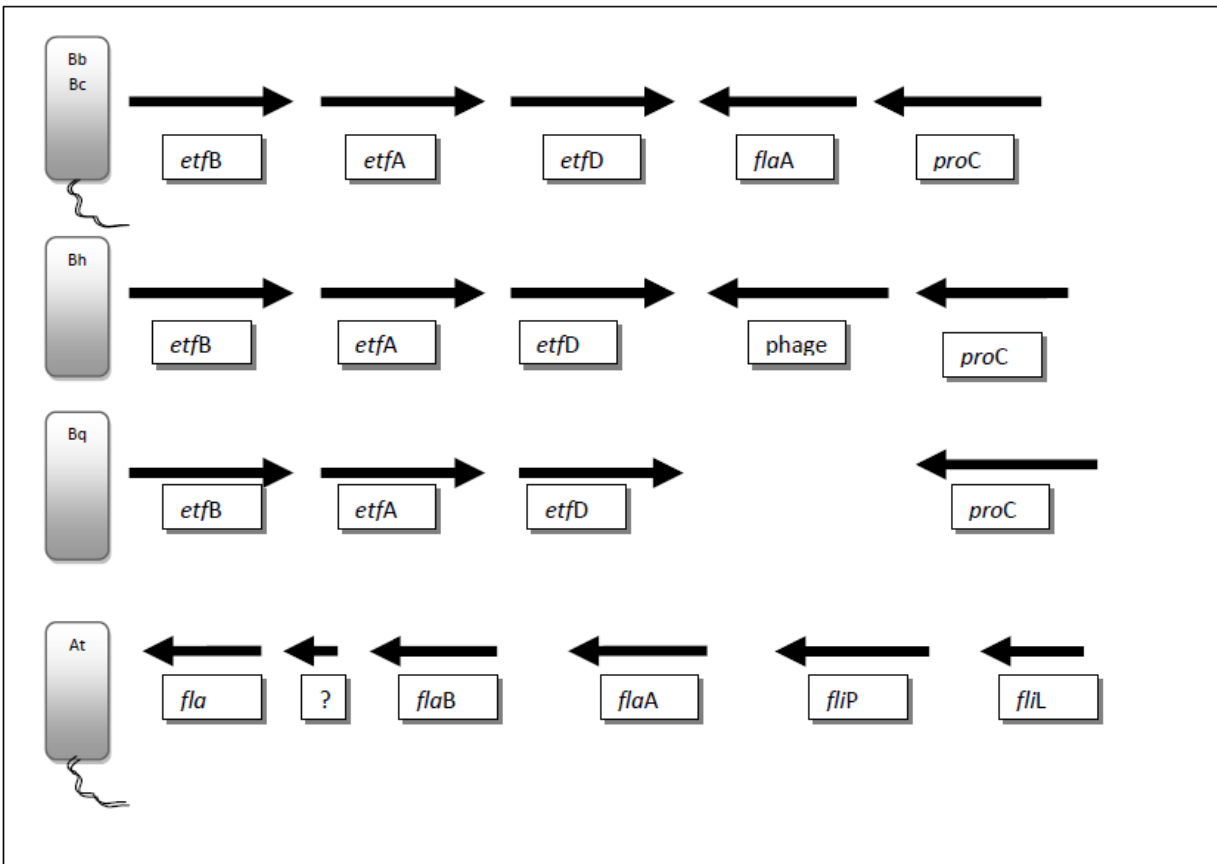 Bb
Bc
etfB etfA etfD flaA proC
Bh
etfB etfA etfD phage proC
Bq
etfB etfA etfD proC
At
fla ? flaB flaA fliP fliL